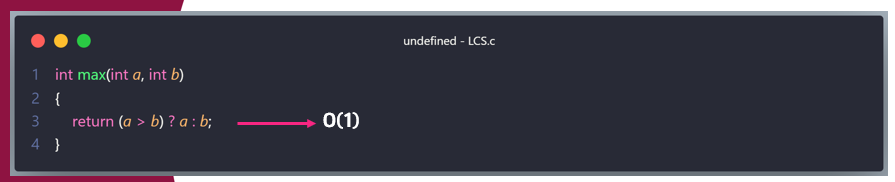 undefined - LCS.c
1 int max(int a, int b)
2 {
3 return (a > b) ? a : b; O(1)
4 }